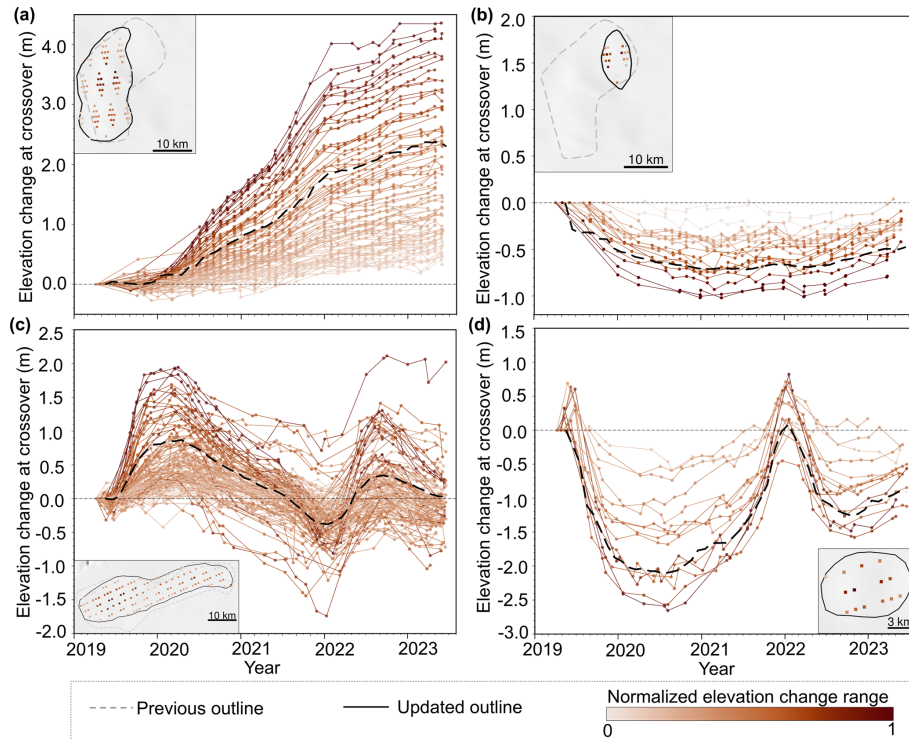 (a)
Elevation change at crossover (m)
4.0
3.0
2.0
1.0
0.0
10 km
(b)
Elevation change at crossover (m)
2.0
1.5
1.0
0.5
0.0
-0.5
-1.0
10 km
(c)
Elevation change at crossover (m)
2.5
2.0
1.5
1.0
0.5
0.0
-0.5
-1.0
-1.5
-2.0
10 km
2019 2020 2021 2022 2023
Year
(d)
Elevation change at crossover (m)
1.5
1.0
0.5
0.0
-0.5
-1.0
-1.5
-2.0
-2.5
-3.0
3 km
2019 2020 2021 2022 2023
Year
Previous outline
Updated outline
Normalized elevation change range
0 1